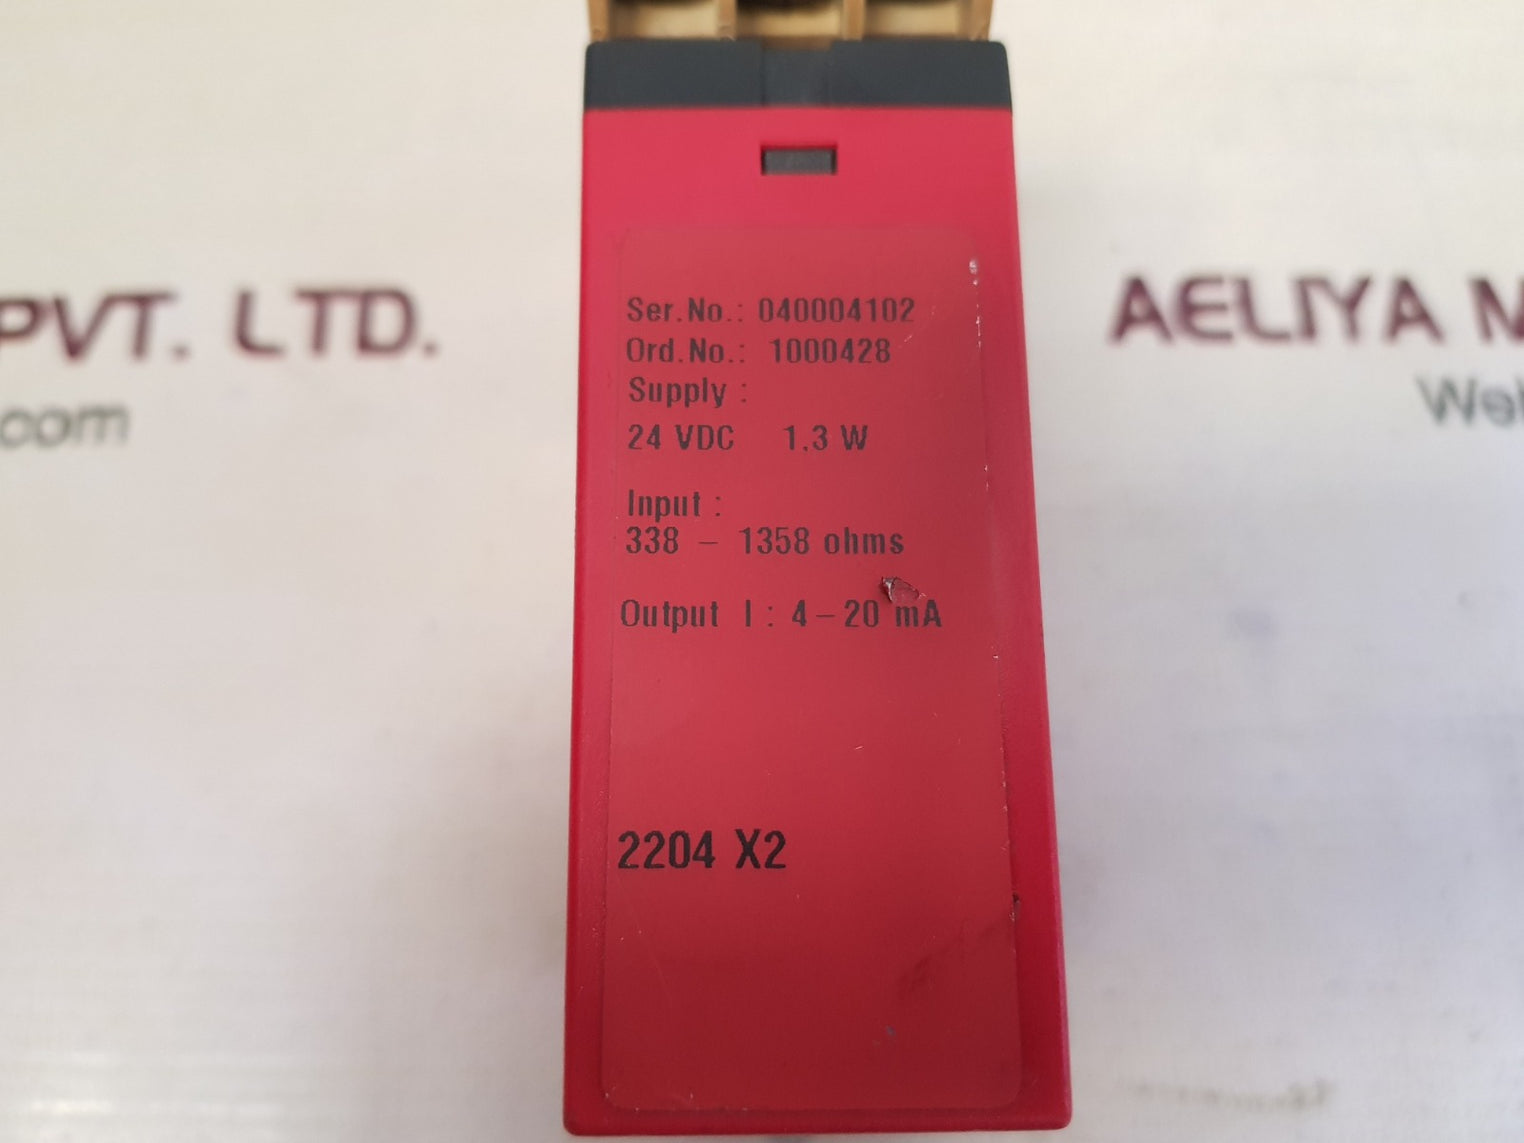 PVT. LTD.
.com
AELIYA M
Web
Ser.No.: 040004102
Ord.No.: 1000428
Supply :
24 VDC 1.3 W
Input :
338 – 1358 ohms
Output I : 4 – 20 mA
2204 X2